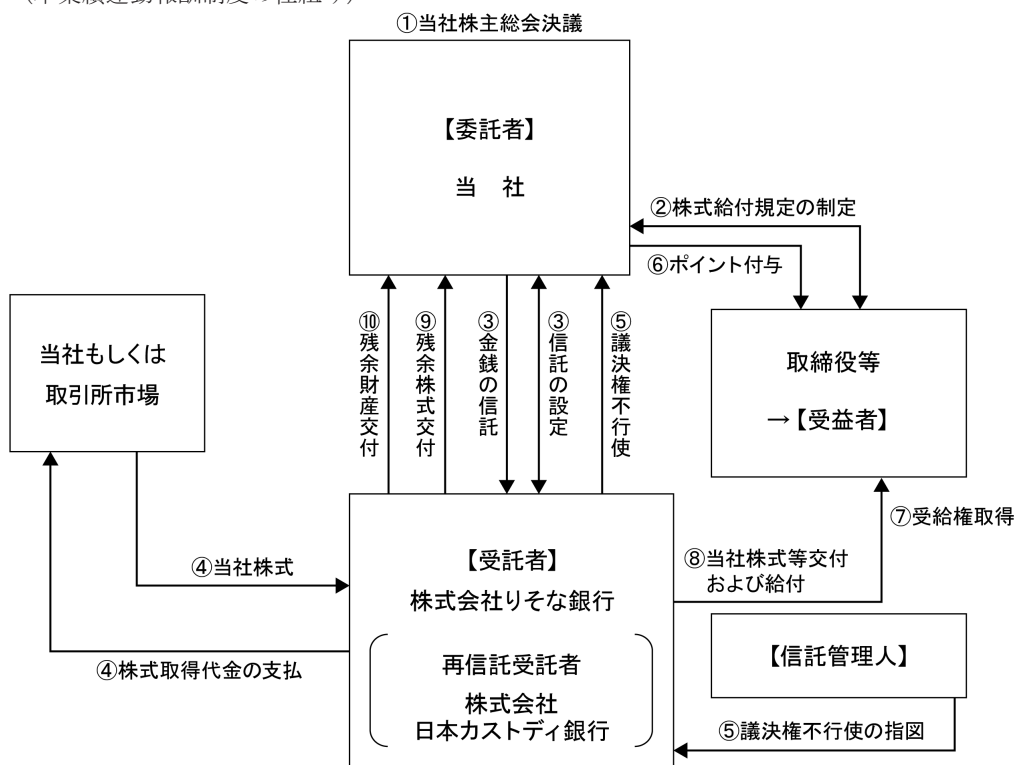 ①当社株主総会決議
【委託者】
当 社
②株式給付規定の制定
⑥ポイント付与
⑩残余財産交付
⑨残余株式交付
③金銭の信託
③信託の設定
⑤議決権不行使
当社もしくは
取引所市場
取締役等
→【受益者】
⑦受給権取得
④当社株式
【受託者】
株式会社りそな銀行
⑧当社株式等交付
および給付
再信託受託者
株式会社
日本カストディ銀行
④株式取得代金の支払
【信託管理人】
⑤議決権不行使の指図